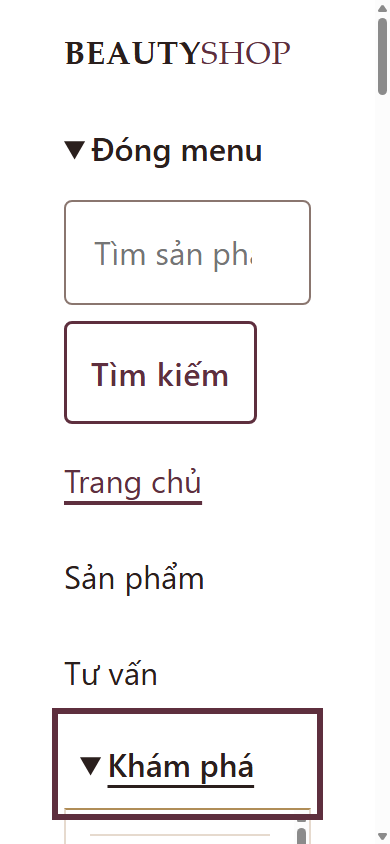 BEAUTYSHOP
Đóng menu
Tìm sản ph
Tìm kiếm
Trang chủ
Sản phẩm
Tư vấn
Khám phá